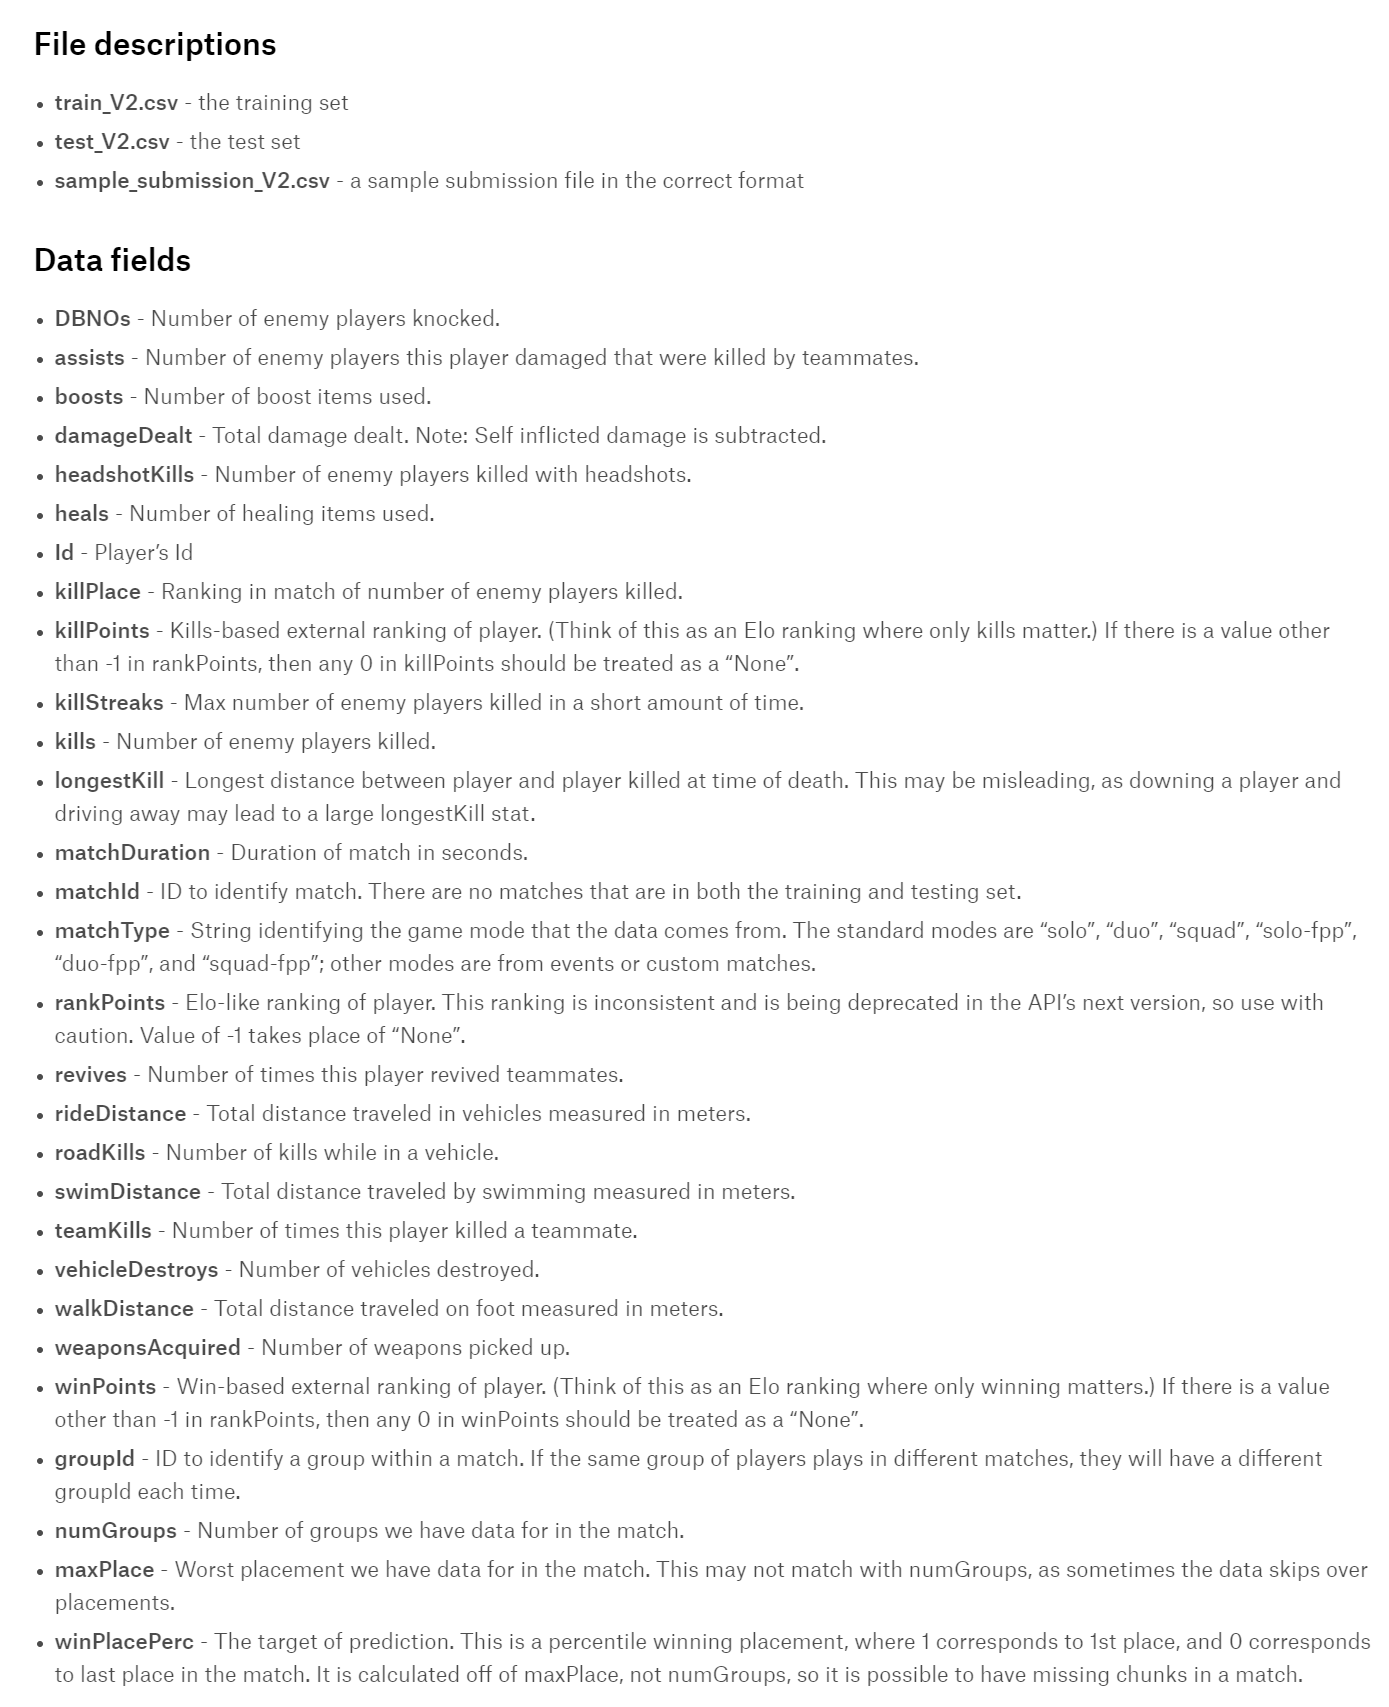 File descriptions
• train_V2.csv - the training set
• test_V2.csv - the test set
• sample_submission_V2.csv - a sample submission file in the correct format
Data fields
• DBNOs - Number of enemy players knocked.
• assists - Number of enemy players this player damaged that were killed by teammates.
• boosts - Number of boost items used.
• damageDealt - Total damage dealt. Note: Self inflicted damage is subtracted.
• headshotKills - Number of enemy players killed with headshots.
• heals - Number of healing items used.
• Id - Player’s Id
• killPlace - Ranking in match of number of enemy players killed.
• killPoints - Kills-based external ranking of player. (Think of this as an Elo ranking where only kills matter.) If there is a value other
than -1 in rankPoints, then any 0 in killPoints should be treated as a “None”.
• killStreaks - Max number of enemy players killed in a short amount of time.
• kills - Number of enemy players killed.
• longestKill - Longest distance between player and player killed at time of death. This may be misleading, as downing a player and
driving away may lead to a large longestKill stat.
• matchDuration - Duration of match in seconds.
• matchId - ID to identify match. There are no matches that are in both the training and testing set.
• matchType - String identifying the game mode that the data comes from. The standard modes are “solo”, “duo”, “squad”, “solo-fpp”,
“duo-fpp”, and “squad-fpp”; other modes are from events or custom matches.
• rankPoints - Elo-like ranking of player. This ranking is inconsistent and is being deprecated in the API’s next version, so use with
caution. Value of -1 takes place of “None”.
• revives - Number of times this player revived teammates.
• rideDistance - Total distance traveled in vehicles measured in meters.
• roadKills - Number of kills while in a vehicle.
• swimDistance - Total distance traveled by swimming measured in meters.
• teamKills - Number of times this player killed a teammate.
• vehicleDestroys - Number of vehicles destroyed.
• walkDistance - Total distance traveled on foot measured in meters.
• weaponsAcquired - Number of weapons picked up.
• winPoints - Win-based external ranking of player. (Think of this as an Elo ranking where only winning matters.) If there is a value
other than -1 in rankPoints, then any 0 in winPoints should be treated as a “None”.
• groupId - ID to identify a group within a match. If the same group of players plays in different matches, they will have a different
groupId each time.
• numGroups - Number of groups we have data for in the match.
• maxPlace - Worst placement we have data for in the match. This may not match with numGroups, as sometimes the data skips over
placements.
• winPlacePerc - The target of prediction. This is a percentile winning placement, where 1 corresponds to 1st place, and 0 corresponds
to last place in the match. It is calculated off of maxPlace, not numGroups, so it is possible to have missing chunks in a match.